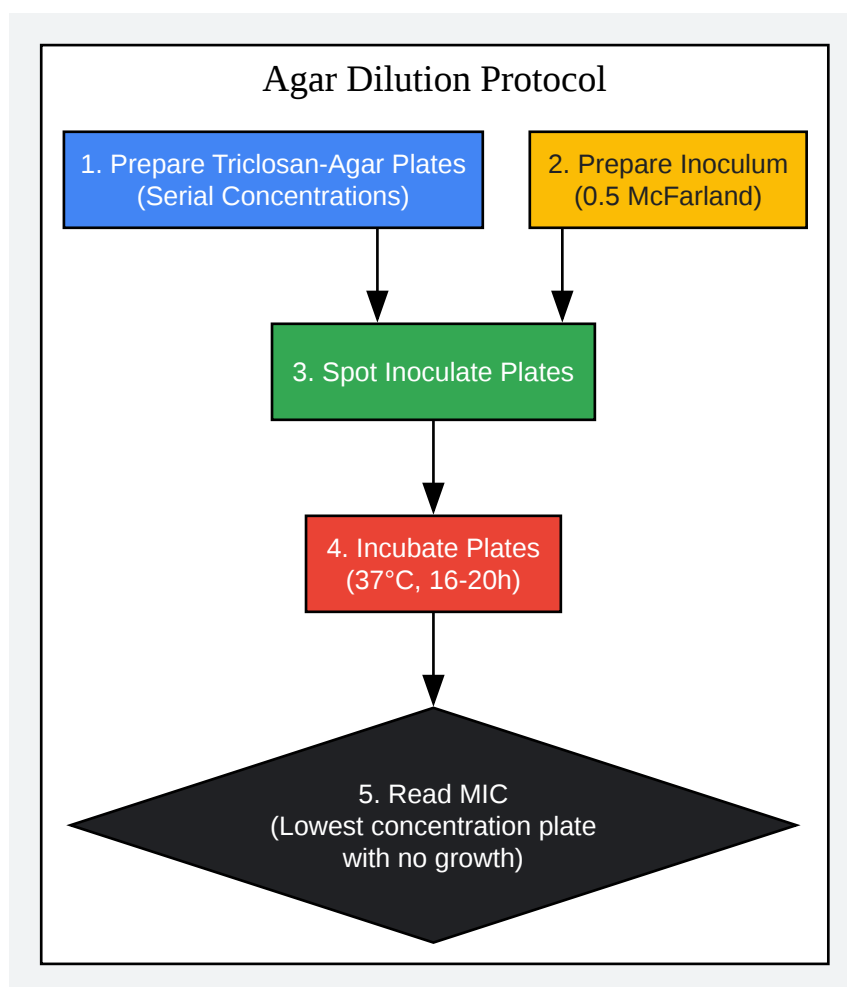 Agar Dilution Protocol
1. Prepare Triclosan-Agar Plates
(Serial Concentrations)
2. Prepare Inoculum
(0.5 McFarland)
3. Spot Inoculate Plates
4. Incubate Plates
(37°C, 16-20h)
5. Read MIC
(Lowest concentration plate
with no growth)